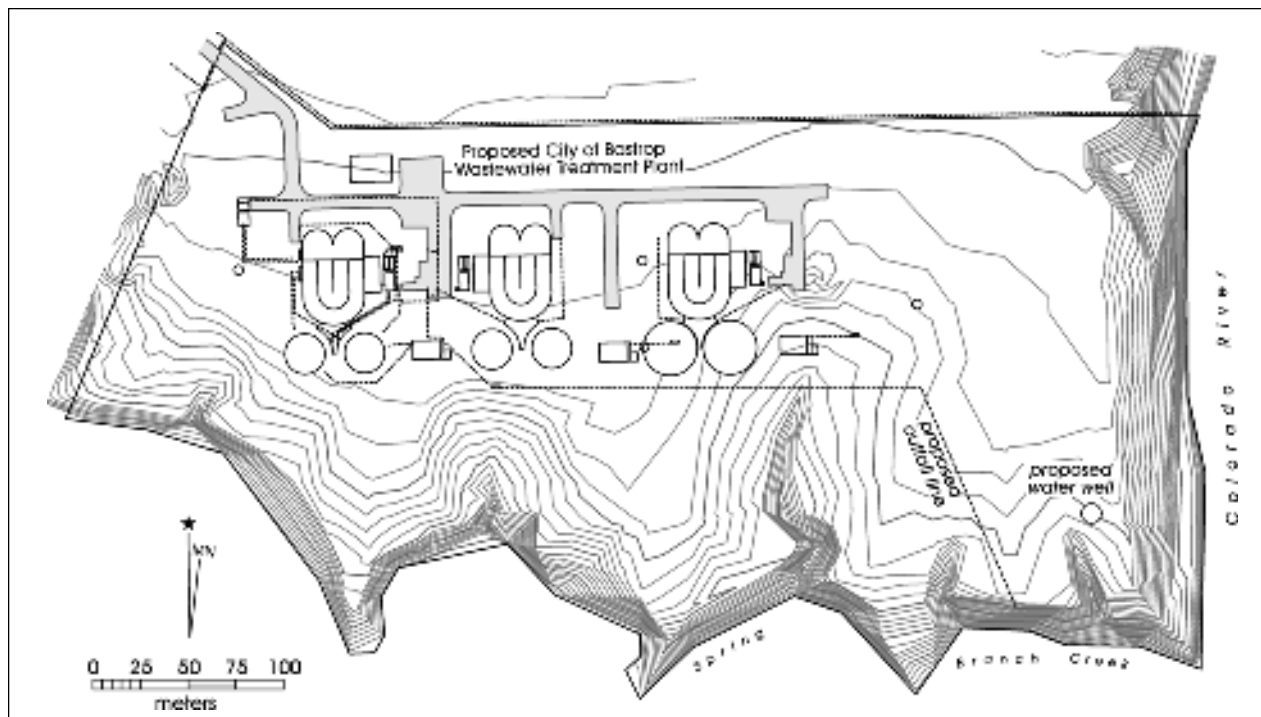 Proposed City of Bastrop
Wastewater Treatment Plant
Colorado River
proposed
outfall line
proposed
water well
MN
0 25 50 75 100
meters
Spring Branch Creek